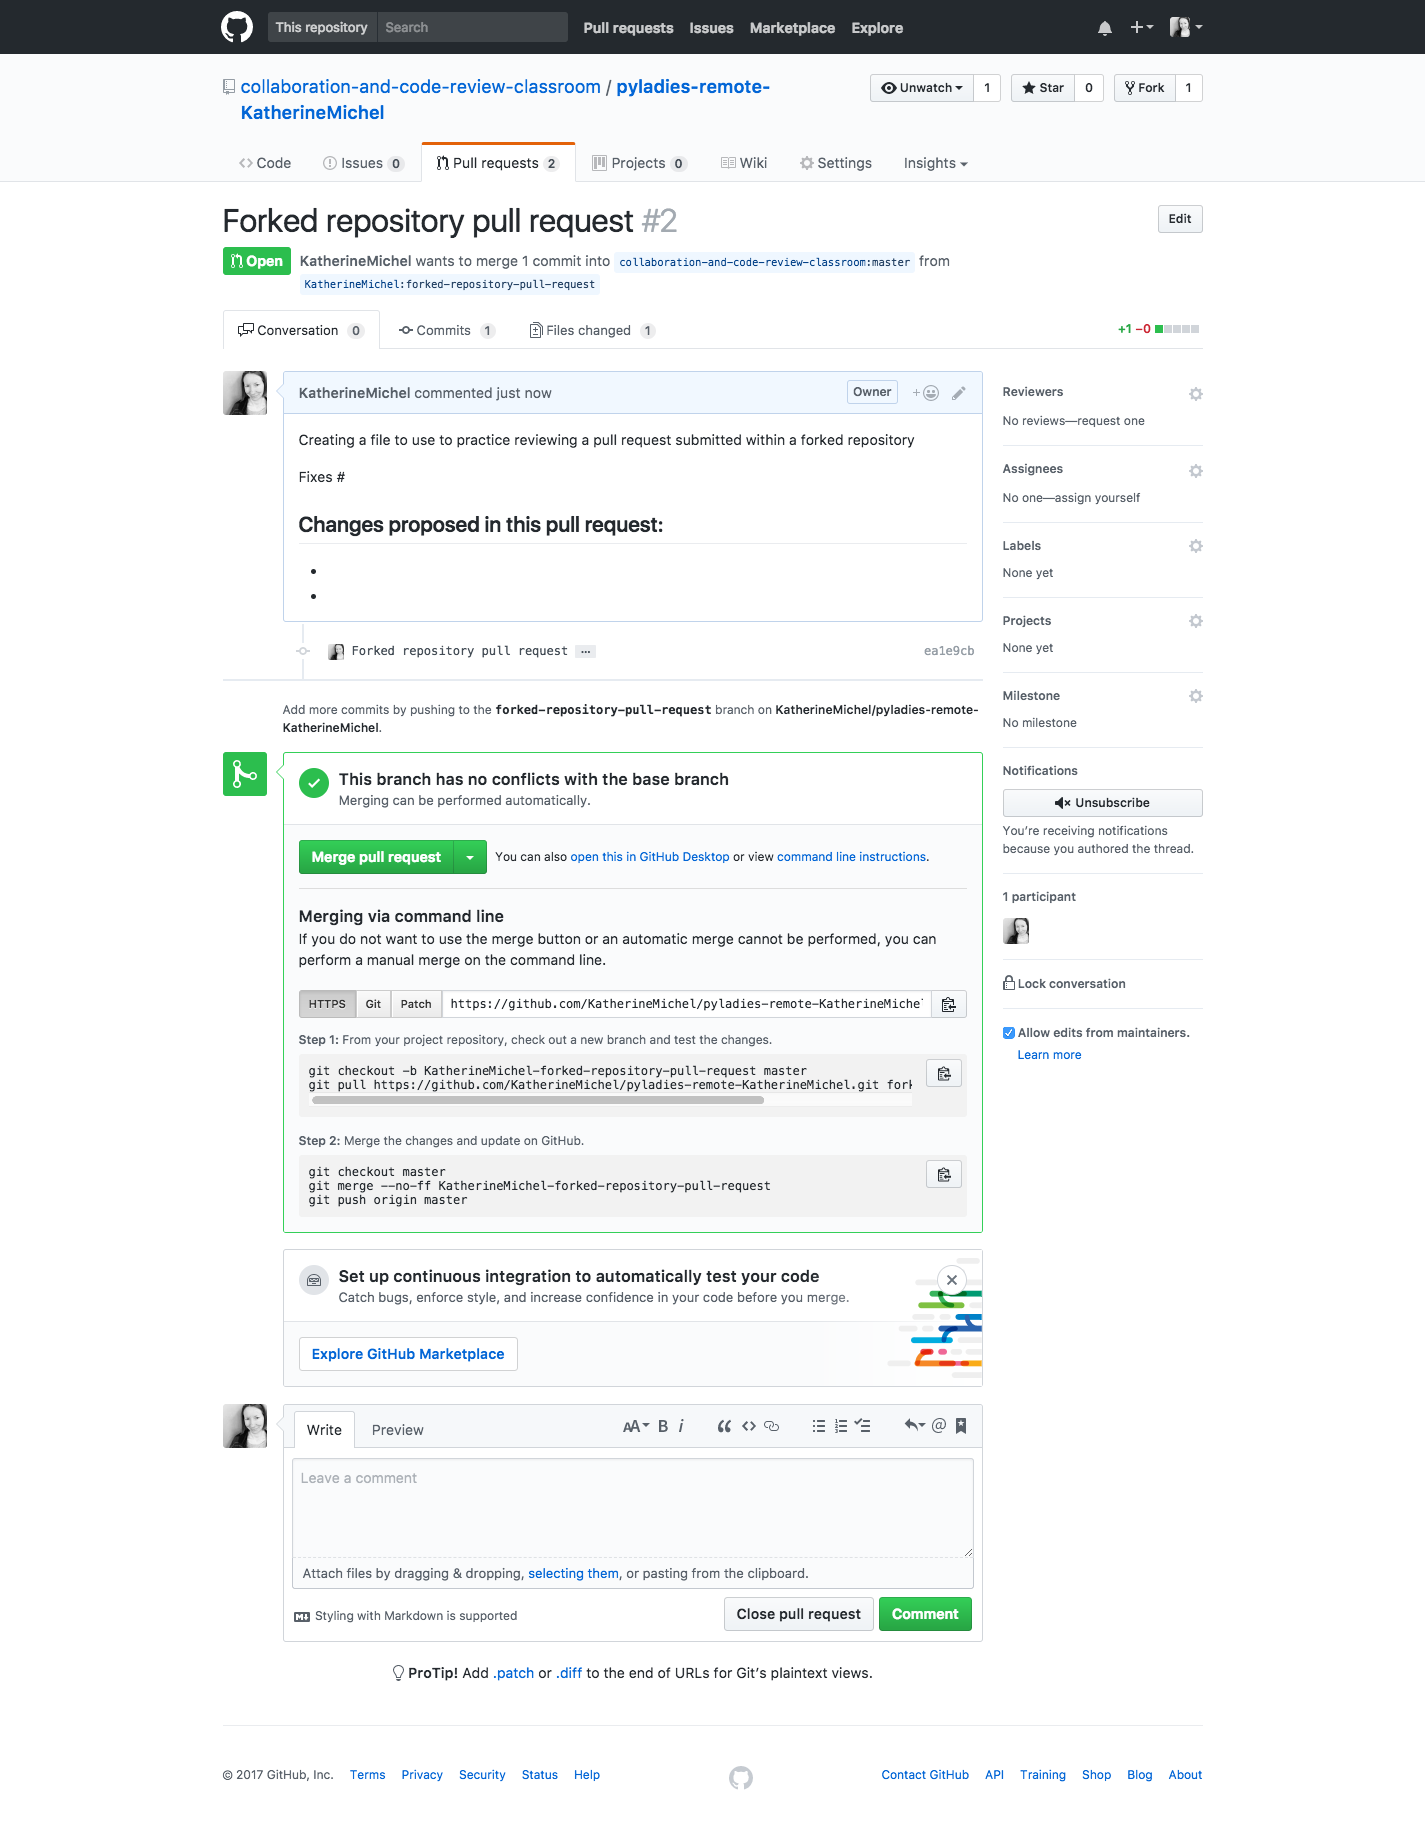 This repository Search Pull requests Issues Marketplace Explore
collaboration-and-code-review-classroom / pyladies-remote-
KatherineMichel
Unwatch 1 Star 0 Fork 1
Code Issues 0 Pull requests 2 Projects 0 Wiki Settings Insights
Forked repository pull request #2 Edit
Open KatherineMichel wants to merge 1 commit into collaboration-and-code-review-classroom:master from
KatherineMichel:forked-repository-pull-request
Conversation 0 Commits 1 Files changed 1 +1 −0
KatherineMichel commented just now Owner
Creating a file to use to practice reviewing a pull request submitted within a forked repository
Fixes #
Changes proposed in this pull request:
•
•
Forked repository pull request … ea1e9cb
Reviewers
No reviews—request one
Assignees
No one—assign yourself
Labels
None yet
Projects
None yet
Milestone
No milestone
Notifications
Unsubscribe
You're receiving notifications
because you authored the thread.
1 participant
Lock conversation
Allow edits from maintainers.
Learn more
Add more commits by pushing to the forked-repository-pull-request branch on KatherineMichel/pyladies-remote-
KatherineMichel.
This branch has no conflicts with the base branch
Merging can be performed automatically.
Merge pull request You can also open this in GitHub Desktop or view command line instructions.
Merging via command line
If you do not want to use the merge button or an automatic merge cannot be performed, you can
perform a manual merge on the command line.
HTTPS Git Patch https://github.com/KatherineMichel/pyladies-remote-KatherineMichel
Step 1: From your project repository, check out a new branch and test the changes.
git checkout -b KatherineMichel-forked-repository-pull-request master
git pull https://github.com/KatherineMichel/pyladies-remote-KatherineMichel.git fork
Step 2: Merge the changes and update on GitHub.
git checkout master
git merge --no-ff KatherineMichel-forked-repository-pull-request
git push origin master
Set up continuous integration to automatically test your code
Catch bugs, enforce style, and increase confidence in your code before you merge.
Explore GitHub Marketplace
Write Preview AA B i
Leave a comment
Attach files by dragging & dropping, selecting them, or pasting from the clipboard.
Styling with Markdown is supported Close pull request Comment
ProTip! Add .patch or .diff to the end of URLs for Git's plaintext views.
© 2017 GitHub, Inc. Terms Privacy Security Status Help Contact GitHub API Training Shop Blog About